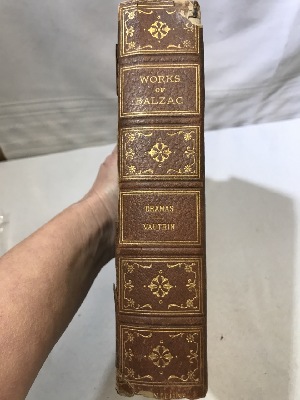 WORKS
OF
BALZAC
DRAMAS
VAUTRIN